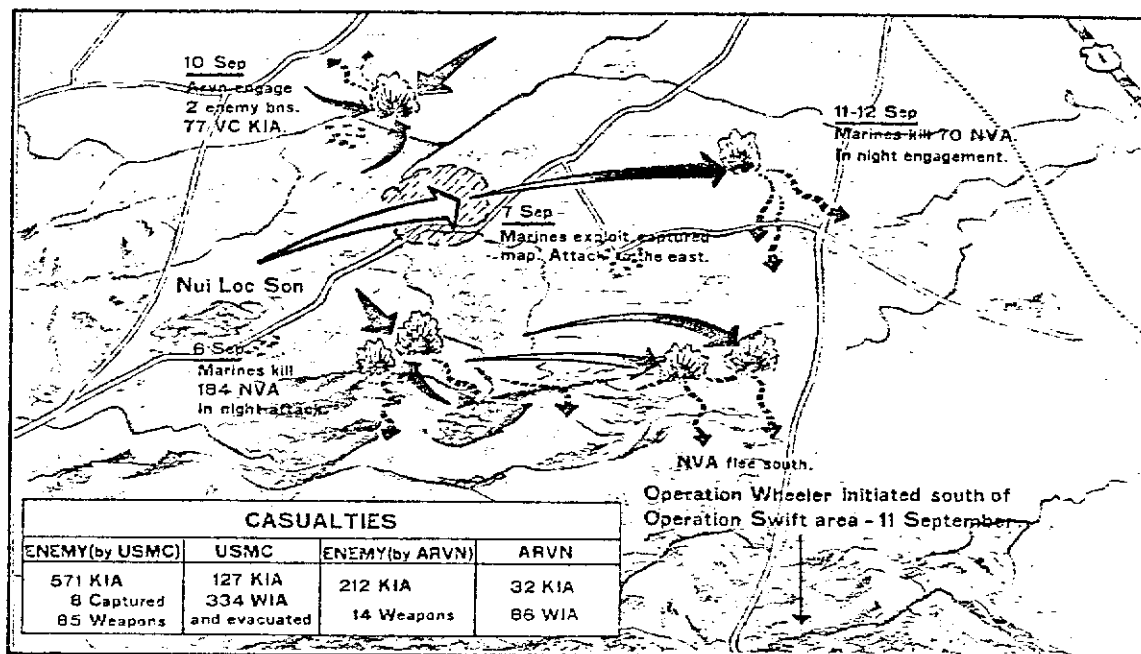 10 Sep
Arvn engage
2 enemy bns.
77 VC KIA.
1
11-12 Sep
Marines kill 70 NVA
In night engagement.
7 Sep
Marines exploit captured
map. Attack to the east.
Nui Loc Son
6 Sep
Marines kill
184 NVA
In night attack.
NVA flee south.
Operation Wheeler Initiated south of
Operation Swift area - 11 September
CASUALTIES
ENEMY(by USMC) USMC ENEMY(by ARVN) ARVN
571 KIA 127 KIA 212 KIA 32 KIA
8 Captured 334 WIA
85 Weapons and evacuated 14 Weapons 86 WIA